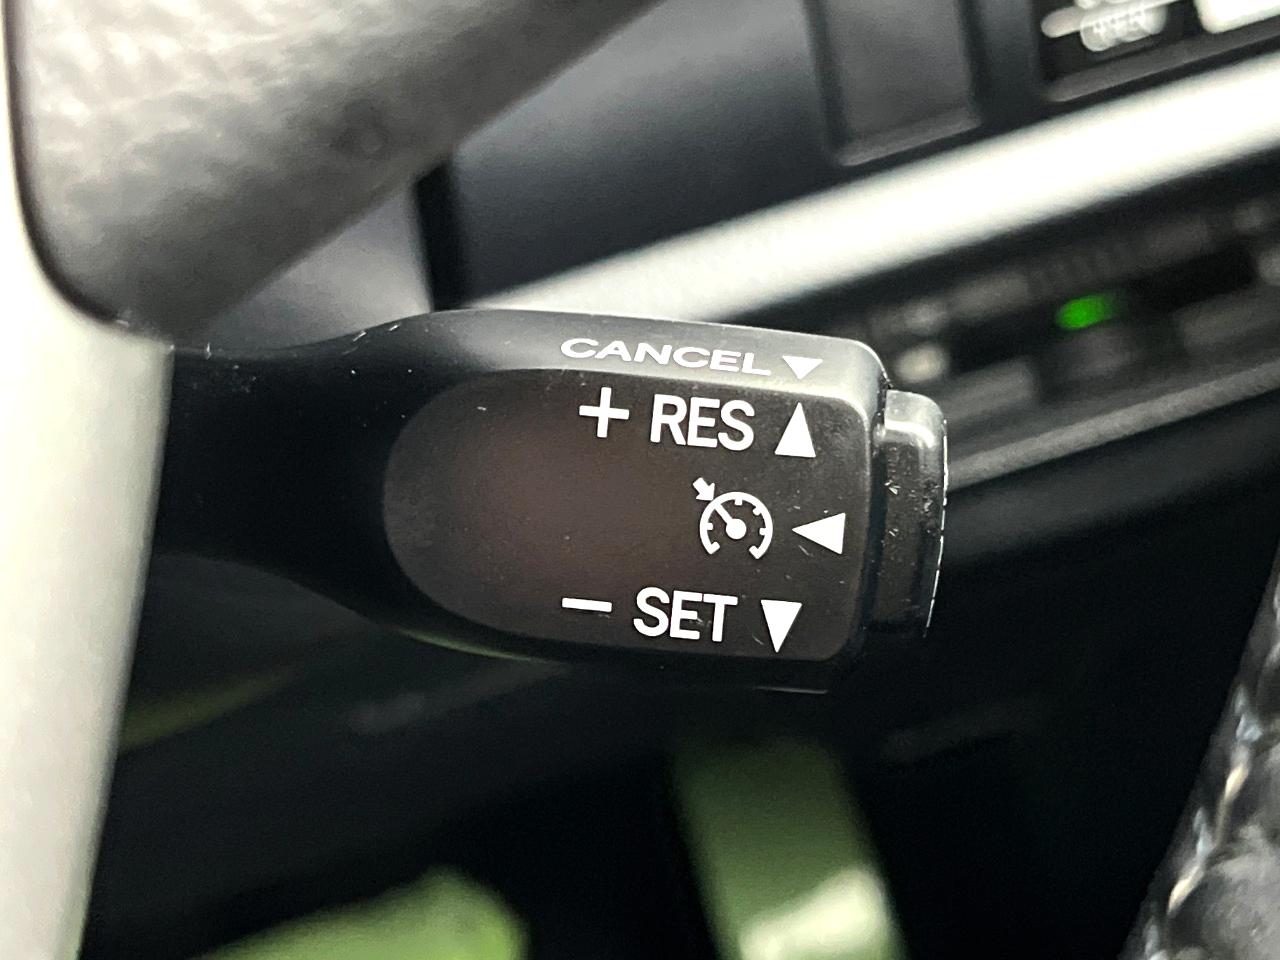 CANCEL ▼
+ RES ▲
◀
− SET ▼